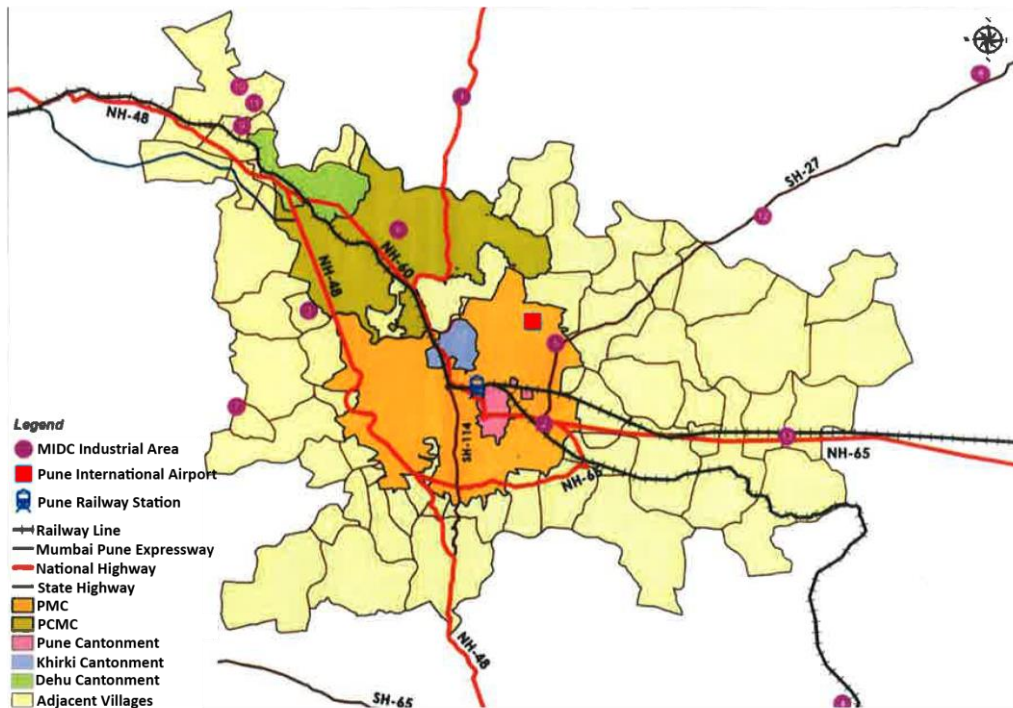 NH-48
SH-27
NH-60
NH-48
SH-114
NH-65
NH-65
NH-48
SH-65
Legend
MIDC Industrial Area
Pune International Airport
Pune Railway Station
Railway Line
Mumbai Pune Expressway
National Highway
State Highway
PMC
PCMC
Pune Cantonment
Khirki Cantonment
Dehu Cantonment
Adjacent Villages
12